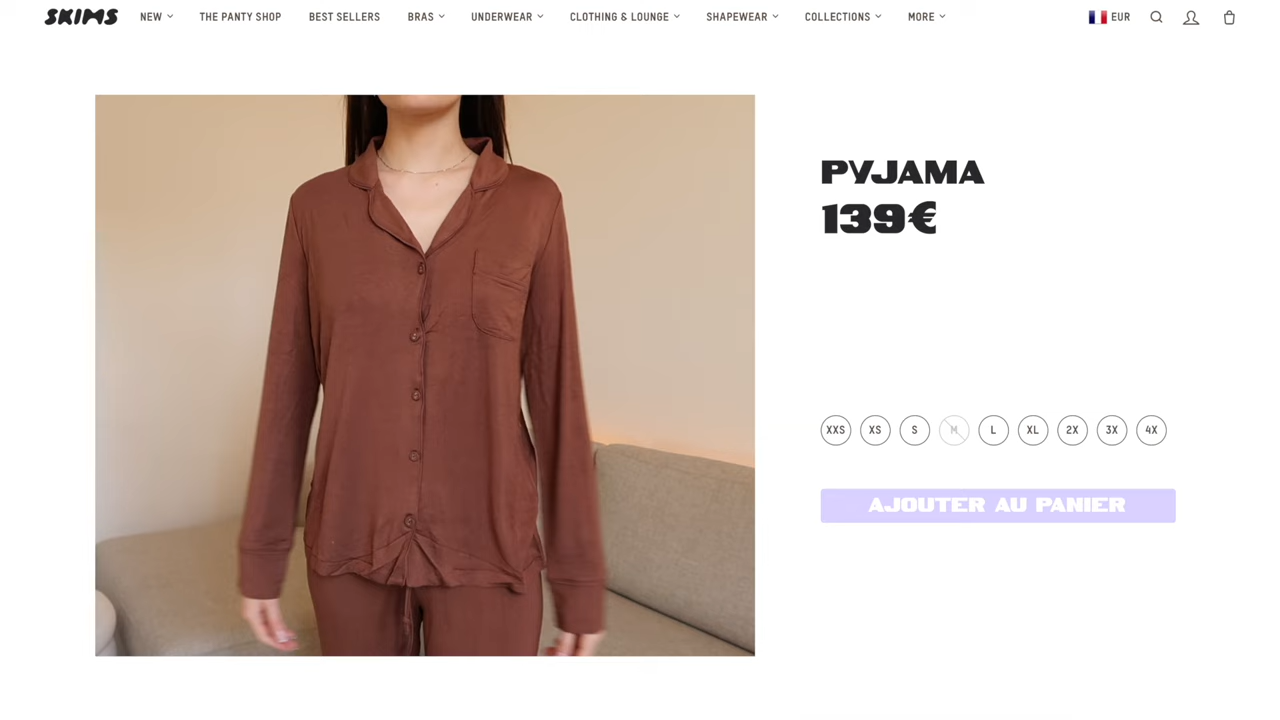 SKIMS NEW THE PANTY SHOP BEST SELLERS BRAS UNDERWEAR CLOTHING & LOUNGE SHAPEWEAR COLLECTIONS MORE EUR
PYJAMA
139€
XXS XS S M L XL 2X 3X 4X
AJOUTER AU PANIER